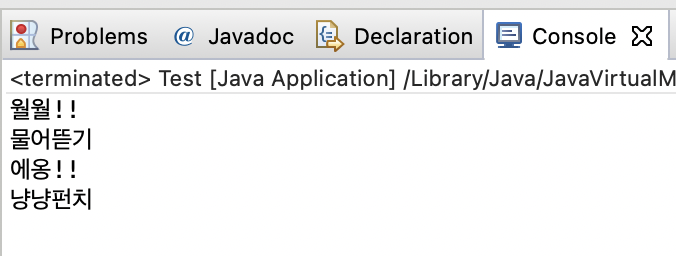 Problems @ Javadoc Declaration Console
<terminated> Test [Java Application] /Library/Java/JavaVirtualM
월월!!
물어뜯기
에옹!!
냥냥펀치